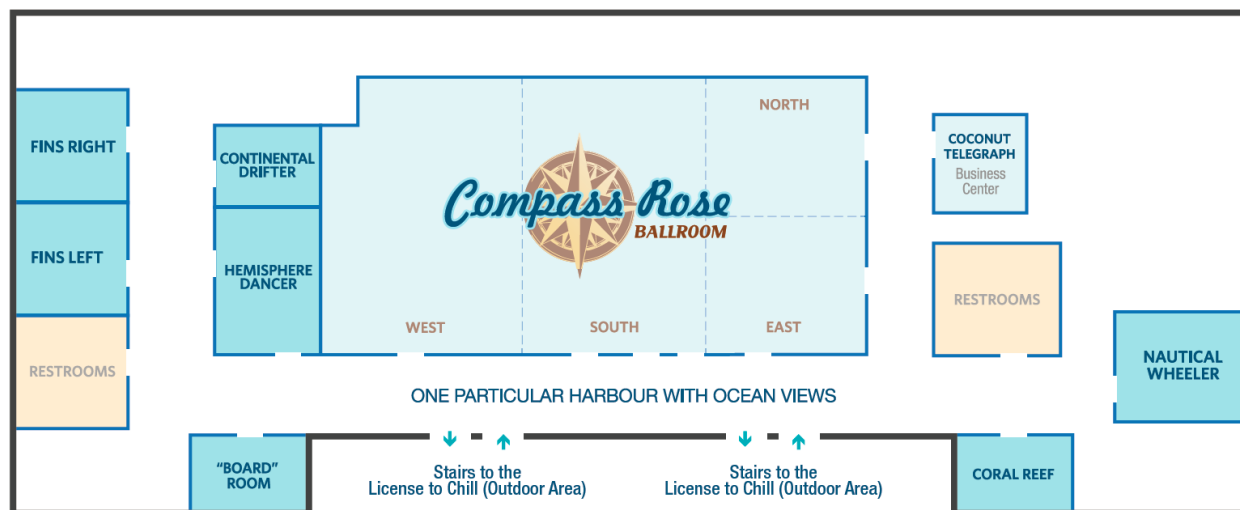 NORTH
FINS RIGHT
CONTINENTAL
DRIFTER
COCONUT
TELEGRAPH
Business
Center
Compass Rose
BALLROOM
FINS LEFT
HEMISPHERE
DANCER
RESTROOMS
WEST
SOUTH
EAST
RESTROOMS
NAUTICAL
WHEELER
ONE PARTICULAR HARBOUR WITH OCEAN VIEWS
"BOARD"
ROOM
Stairs to the
License to Chill (Outdoor Area)
Stairs to the
License to Chill (Outdoor Area)
CORAL REEF